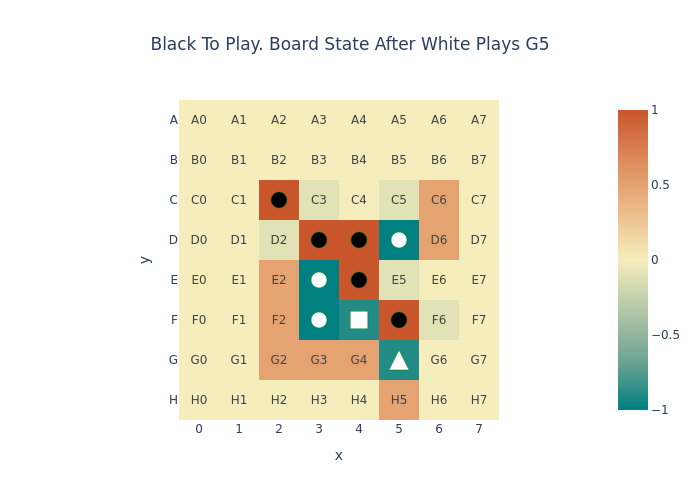 Black To Play. Board State After White Plays G5
A A0 A1 A2 A3 A4 A5 A6 A7
B B0 B1 B2 B3 B4 B5 B6 B7
C C0 C1 C3 C4 C5 C6 C7
D D0 D1 D2 D6 D7
E E0 E1 E2 E5 E6 E7
F F0 F1 F2 F6 F7
G G0 G1 G2 G3 G4 G6 G7
H H0 H1 H2 H3 H4 H5 H6 H7
0 1 2 3 4 5 6 7
x
y
1
0.5
0
−0.5
−1